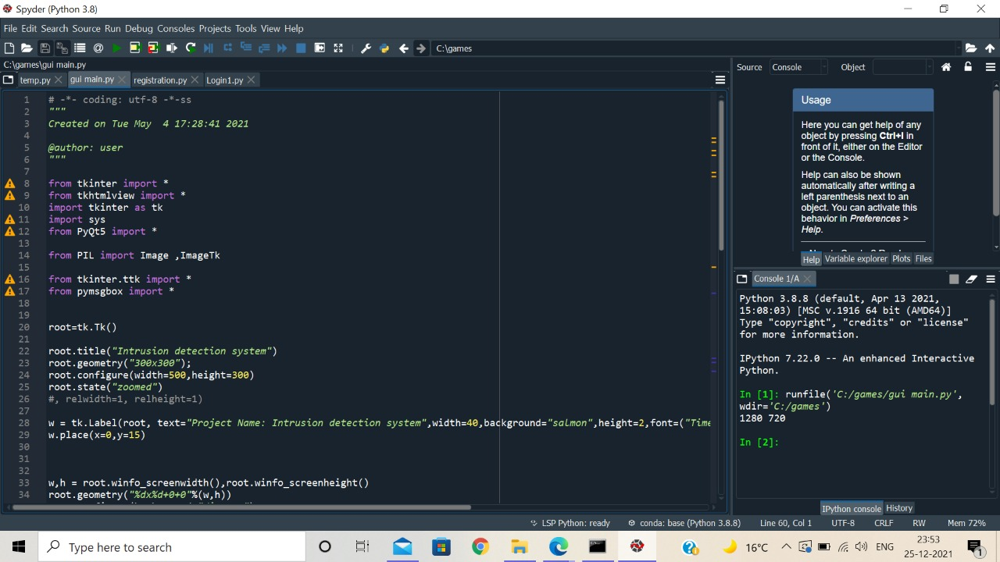 Spyder (Python 3.8)
File Edit Search Source Run Debug Consoles Projects Tools View Help
C:\games
C:\games\gui main.py
temp.py gui main.py registration.py Login1.py
1 # -*- coding: utf-8 -*-ss
2 """
3 Created on Tue May  4 17:28:41 2021
4
5 @author: user
6 """
7
8 from tkinter import *
9 from tkhtmlview import *
10 import tkinter as tk
11 import sys
12 from PyQt5 import *
13
14 from PIL import Image ,ImageTk
15
16 from tkinter.ttk import *
17 from pymsgbox import *
18
19
20 root=tk.Tk()
21
22 root.title("Intrusion detection system")
23 root.geometry("300x300");
24 root.configure(width=500,height=300)
25 root.state("zoomed")
26 #, relwidth=1, relheight=1)
27
28 w = tk.Label(root, text="Project Name: Intrusion detection system",width=40,background="salmon",height=2,font=("Time
29 w.place(x=0,y=15)
30
31
32
33 w,h = root.winfo_screenwidth(),root.winfo_screenheight()
34 root.geometry("%dx%d+0+0"%(w,h))
Source Console Object
Usage
Here you can get help of any
object by pressing Ctrl+I in
front of it, either on the Editor
or the Console.
Help can also be shown
automatically after writing a
left parenthesis next to an
object. You can activate this
behavior in Preferences >
Help.
Help Variable explorer Plots Files
Console 1/A
Python 3.8.8 (default, Apr 13 2021,
15:08:03) [MSC v.1916 64 bit (AMD64)]
Type "copyright", "credits" or "license"
for more information.
IPython 7.22.0 -- An enhanced Interactive
Python.
In [1]: runfile('C:/games/gui main.py',
wdir='C:/games')
1280 720
In [2]:
IPython console History
LSP Python: ready conda: base (Python 3.8.8) Line 60, Col 1 UTF-8 CRLF RW Mem 72%
Type here to search
16°C ENG
23:53
25-12-2021
1